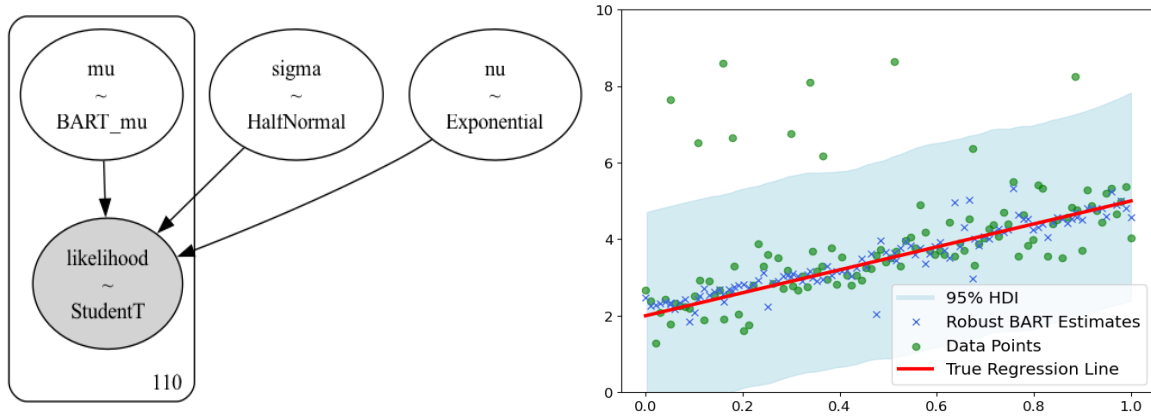 mu
~
BART_mu
sigma
~
HalfNormal
nu
~
Exponential
likelihood
~
StudentT
110
10
8
6
4
2
0
0.0
0.2
0.4
0.6
0.8
1.0
95% HDI
Robust BART Estimates
Data Points
True Regression Line